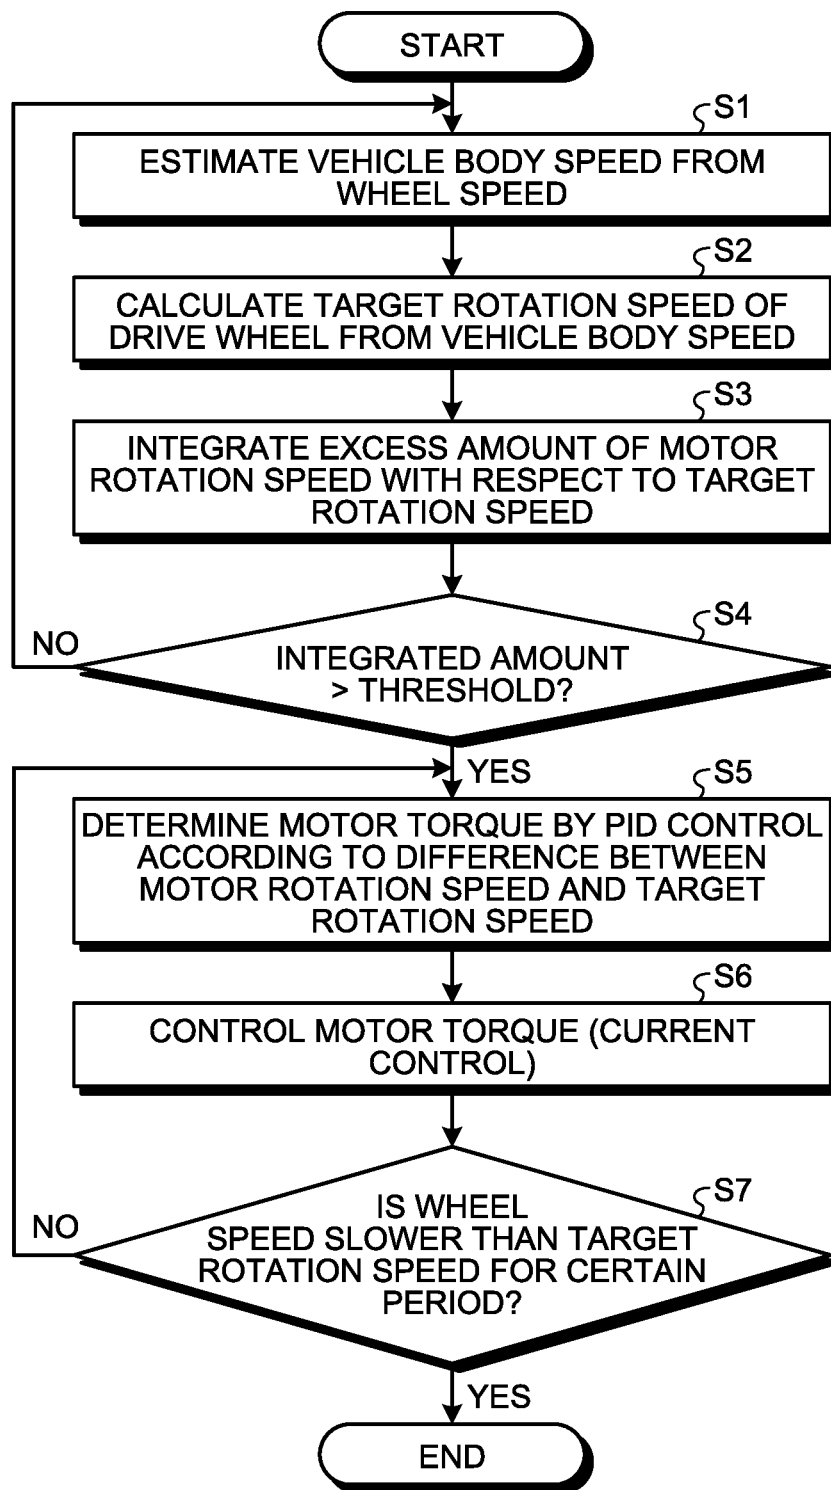 START
S1
ESTIMATE VEHICLE BODY SPEED FROM
WHEEL SPEED
S2
CALCULATE TARGET ROTATION SPEED OF
DRIVE WHEEL FROM VEHICLE BODY SPEED
S3
INTEGRATE EXCESS AMOUNT OF MOTOR
ROTATION SPEED WITH RESPECT TO TARGET
ROTATION SPEED
S4
NO
INTEGRATED AMOUNT
> THRESHOLD?
YES
S5
DETERMINE MOTOR TORQUE BY PID CONTROL
ACCORDING TO DIFFERENCE BETWEEN
MOTOR ROTATION SPEED AND TARGET
ROTATION SPEED
S6
CONTROL MOTOR TORQUE (CURRENT
CONTROL)
S7
NO
IS WHEEL
SPEED SLOWER THAN TARGET
ROTATION SPEED FOR CERTAIN
PERIOD?
YES
END